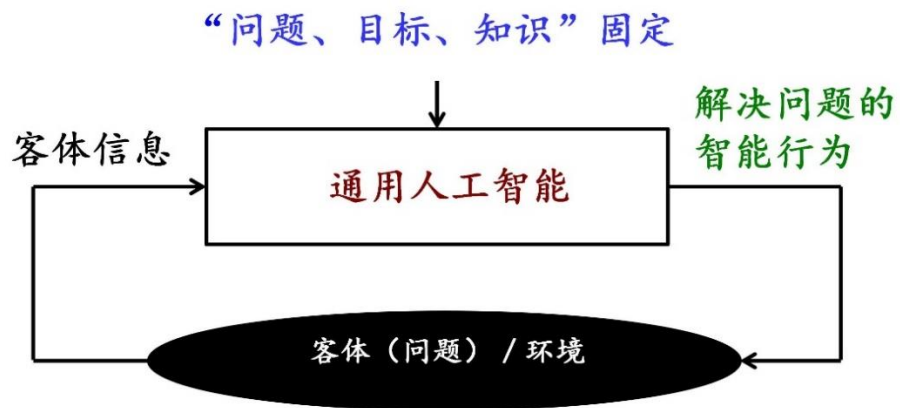 “问题、目标、知识”固定
客体信息
通用人工智能
解决问题的
智能行为
客体（问题）/环境